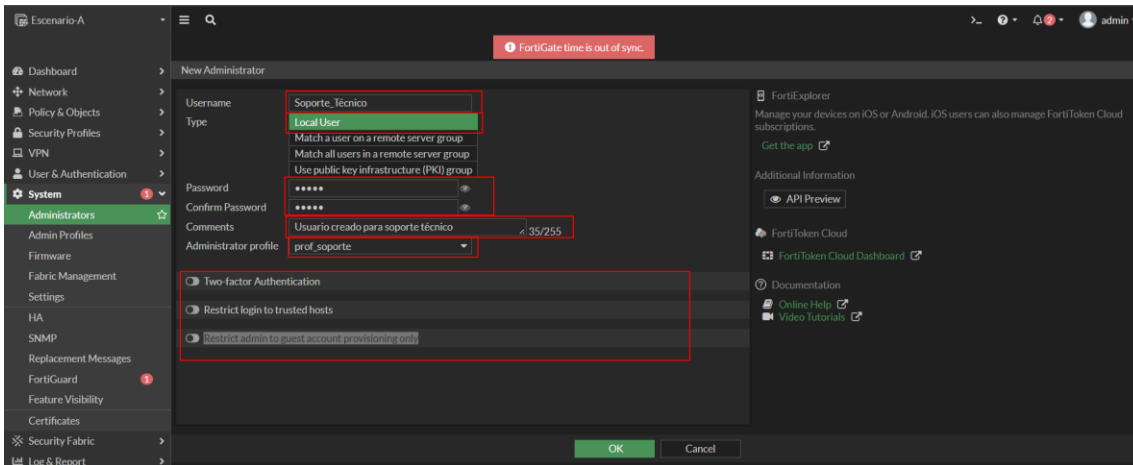 Escenario-A
admin
FortiGate time is out of sync.
Dashboard
Network
Policy & Objects
Security Profiles
VPN
User & Authentication
System 1
Administrators
Admin Profiles
Firmware
Fabric Management
Settings
HA
SNMP
Replacement Messages
FortiGuard 1
Feature Visibility
Certificates
Security Fabric
Log & Report
New Administrator
Username Soporte_Técnico
Type Local User
Match a user on a remote server group
Match all users in a remote server group
Use public key infrastructure (PKI) group
Password •••••
Confirm Password •••••
Comments Usuario creado para soporte técnico 35/255
Administrator profile prof_soporte
Two-factor Authentication
Restrict login to trusted hosts
Restrict admin to guest account provisioning only
OK Cancel
FortiExplorer
Manage your devices on iOS or Android. iOS users can also manage FortiToken Cloud
subscriptions.
Get the app
Additional Information
API Preview
FortiToken Cloud
FortiToken Cloud Dashboard
Documentation
Online Help
Video Tutorials